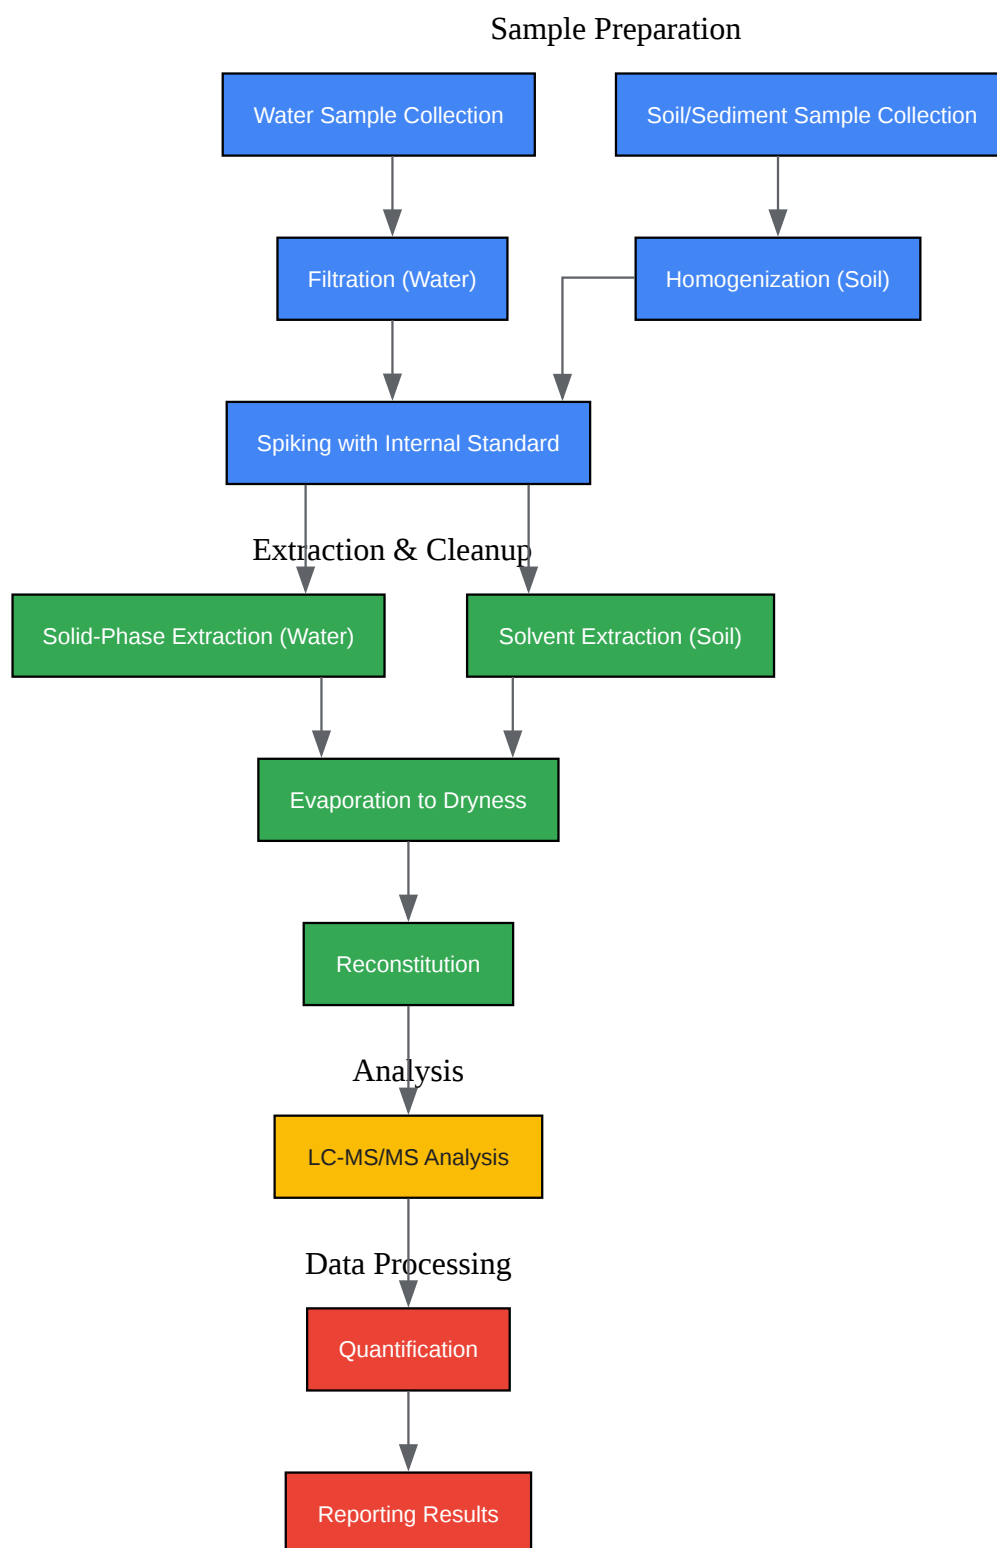 Sample Preparation
Water Sample Collection
Soil/Sediment Sample Collection
Filtration (Water)
Homogenization (Soil)
Spiking with Internal Standard
Extraction & Cleanup
Solid-Phase Extraction (Water)
Solvent Extraction (Soil)
Evaporation to Dryness
Reconstitution
Analysis
LC-MS/MS Analysis
Data Processing
Quantification
Reporting Results